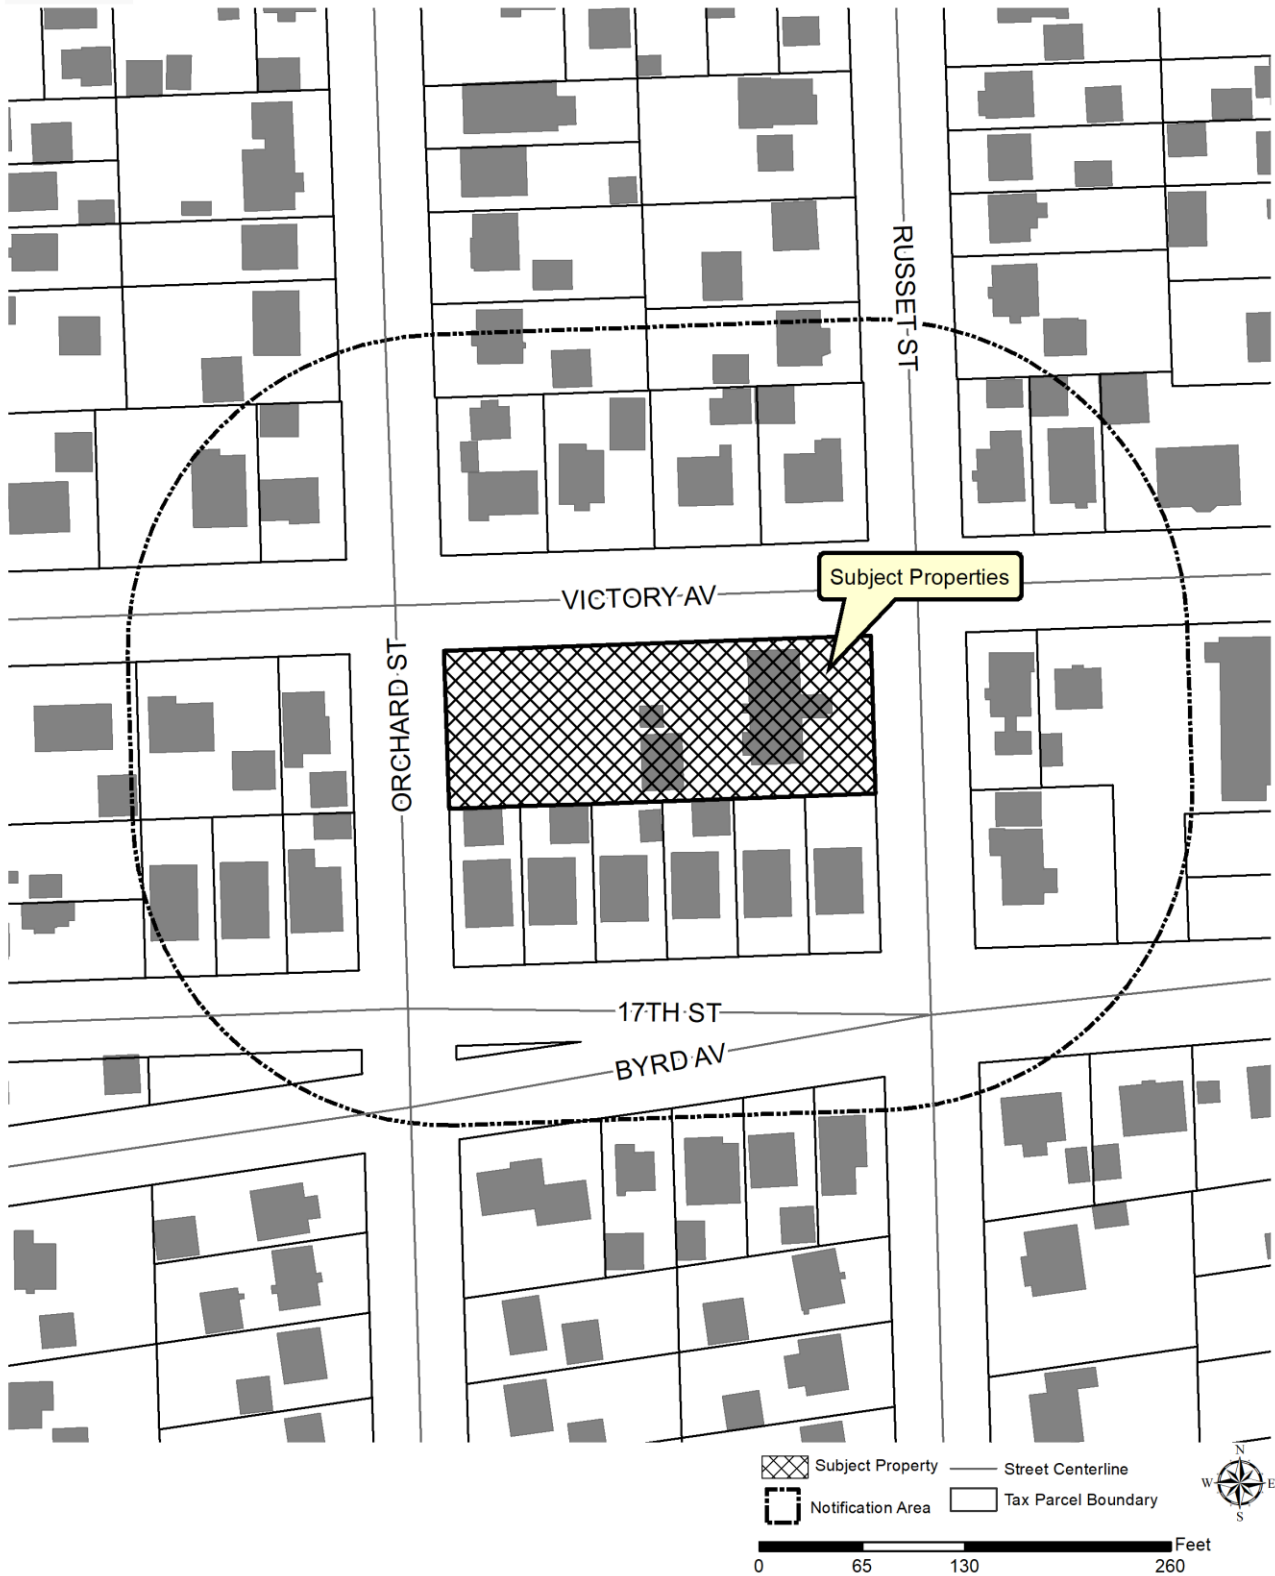 RUSSET ST
Subject Properties
VICTORY AV
ORCHARD ST
17TH ST
BYRD AV
Subject Property
Street Centerline
Notification Area
Tax Parcel Boundary
N
W
E
S
Feet
0 65 130 260